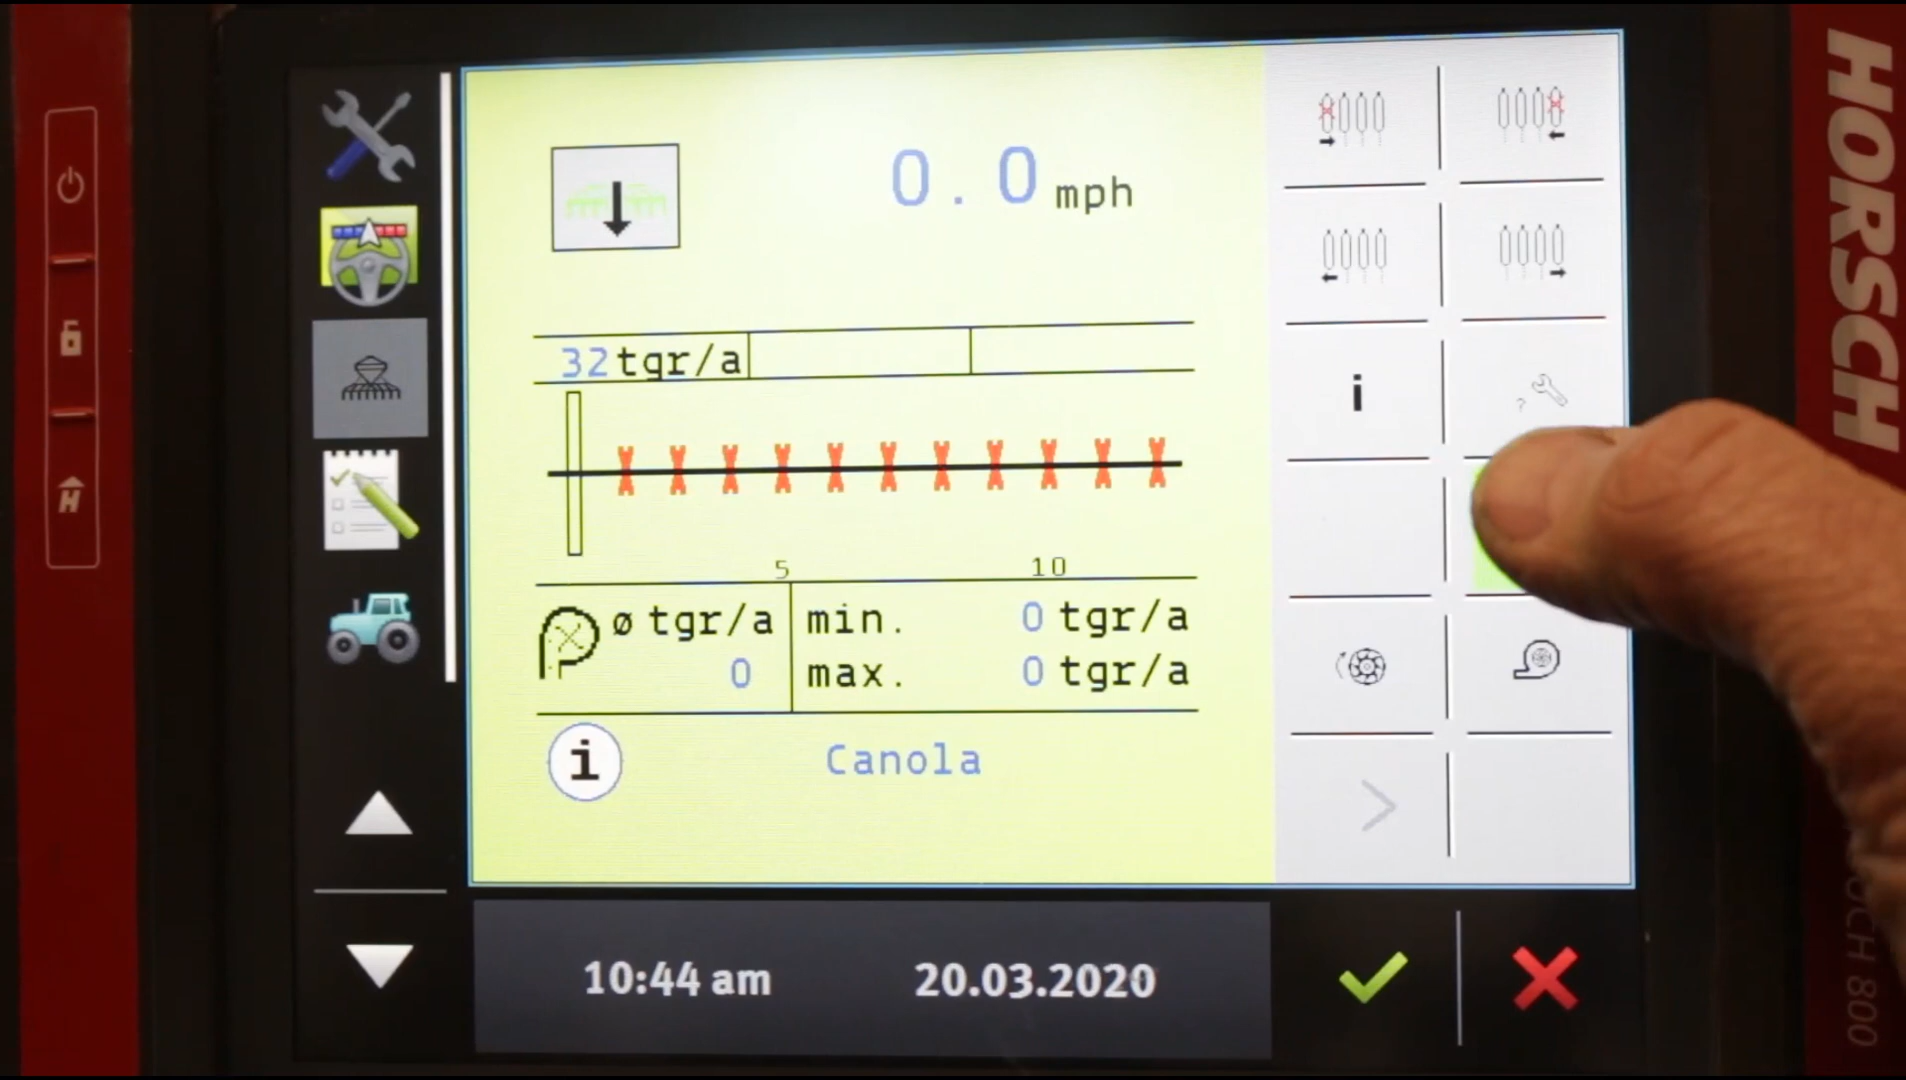 HORSCH
0.0 mph
32 tgr/a
5 10
ø tgr/a
0
min. 0 tgr/a
max. 0 tgr/a
i
Canola
i
?
H
10:44 am 20.03.2020
800